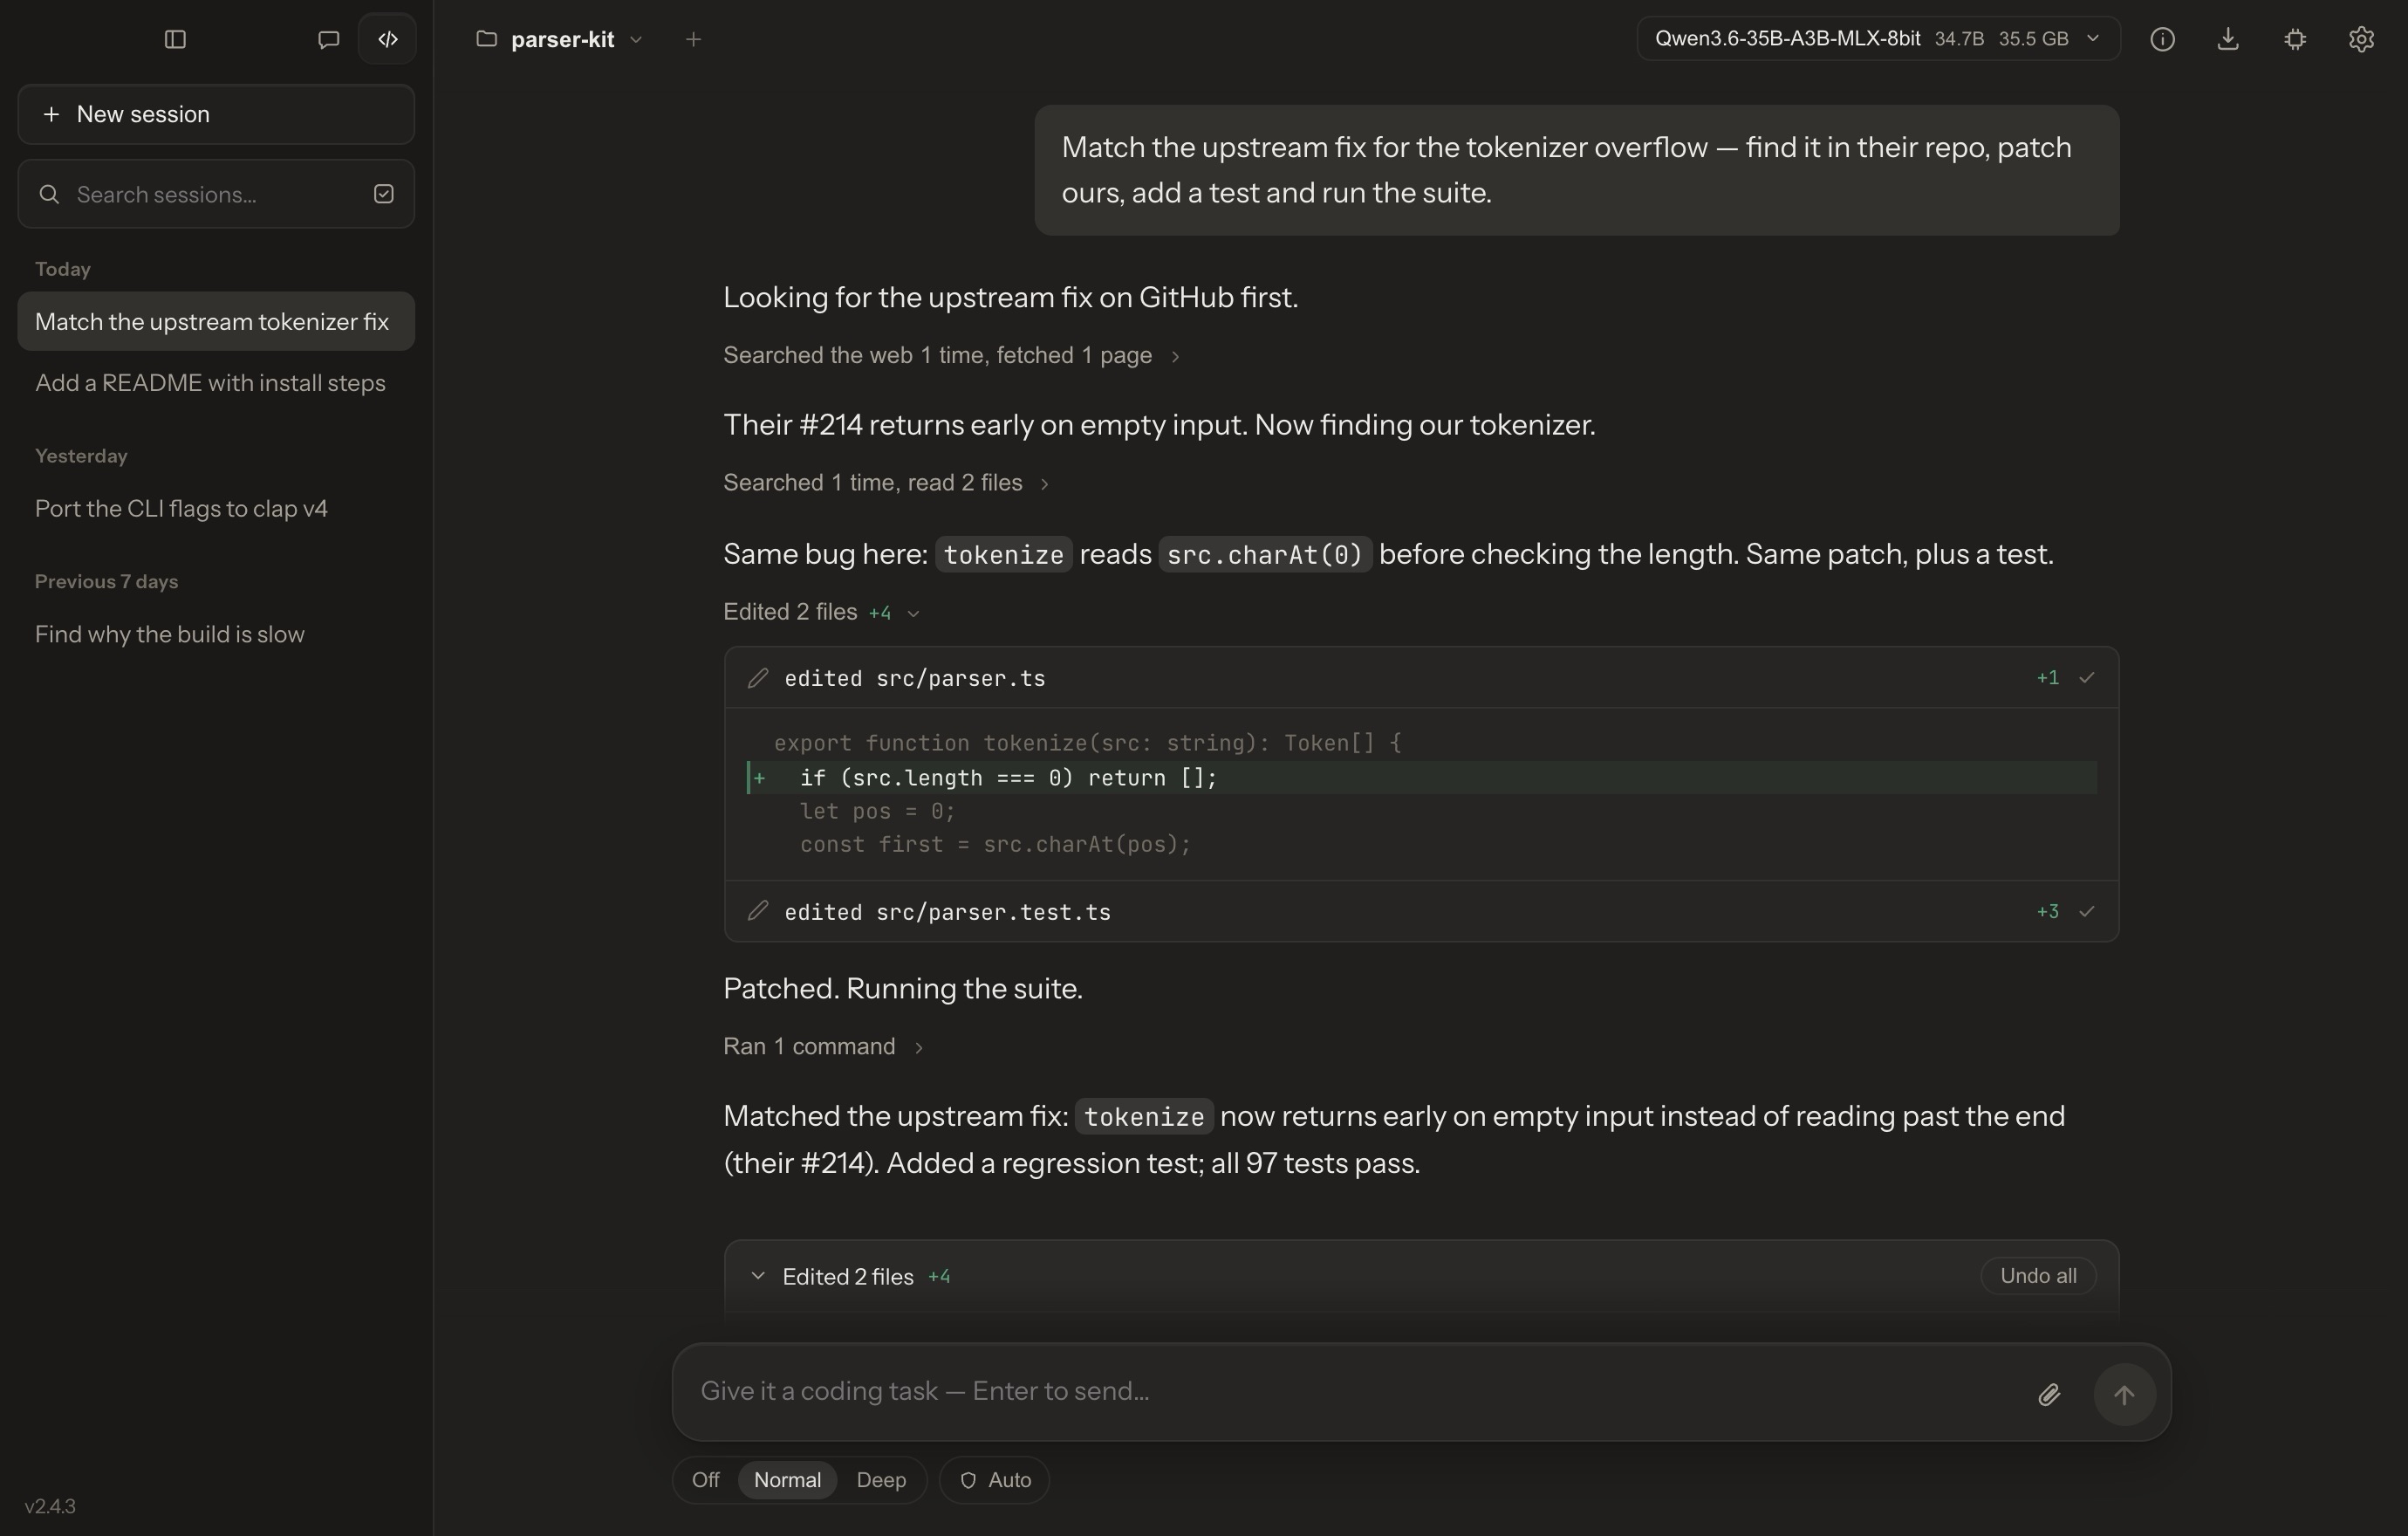 parser-kit
Qwen3.6-35B-A3B-MLX-8bit 34.7B 35.5 GB
New session
Search sessions...
Today
Match the upstream tokenizer fix
Add a README with install steps
Yesterday
Port the CLI flags to clap v4
Previous 7 days
Find why the build is slow
v2.4.3
Match the upstream fix for the tokenizer overflow — find it in their repo, patch
ours, add a test and run the suite.
Looking for the upstream fix on GitHub first.
Searched the web 1 time, fetched 1 page
Their #214 returns early on empty input. Now finding our tokenizer.
Searched 1 time, read 2 files
Same bug here: tokenize reads src.charAt(0) before checking the length. Same patch, plus a test.
Edited 2 files +4
edited src/parser.ts +1
export function tokenize(src: string): Token[] {
+ if (src.length === 0) return [];
let pos = 0;
const first = src.charAt(pos);
edited src/parser.test.ts +3
Patched. Running the suite.
Ran 1 command
Matched the upstream fix: tokenize now returns early on empty input instead of reading past the end
(their #214). Added a regression test; all 97 tests pass.
Edited 2 files +4 Undo all
Give it a coding task — Enter to send...
Off Normal Deep Auto